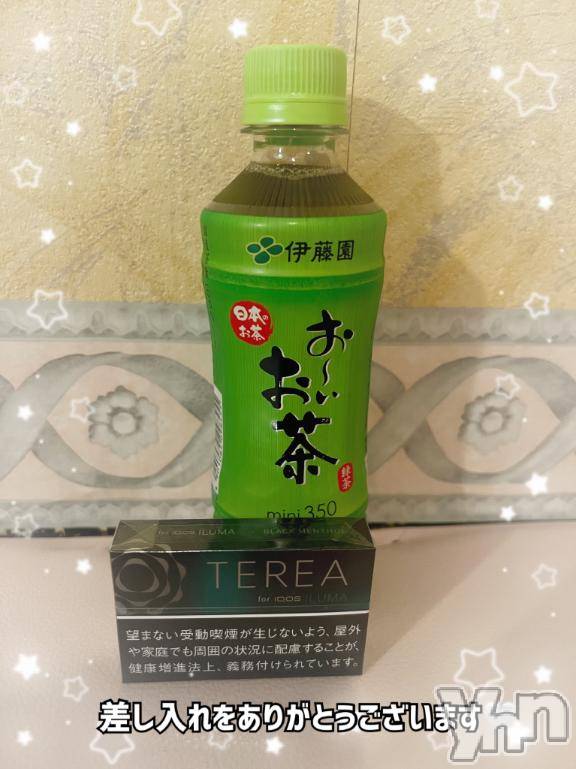 伊藤園
日本の
お茶
お～い
お茶
緑茶
mini 350
for IQOS ILUMA BLACK MENTHOL
TEREA
for IQOS ILUMA
望まない受動喫煙が生じないよう、屋外
や家庭でも周囲の状況に配慮することが、
健康増進法上、義務付けられています。
差し入れをありがとうございます
yhn